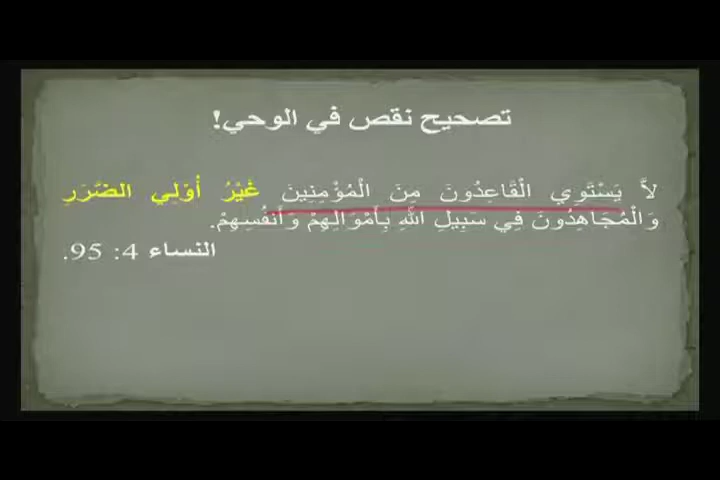 تصحيح نقص في الوحي!
لاَّ يَسْتَوِي الْقَاعِدُونَ مِنَ الْمُؤْمِنِينَ غَيْرُ أُوْلِي الضَّرَرِ
وَالْمُجَاهِدُونَ فِي سَبِيلِ اللَّهِ بِأَمْوَالِهِمْ وَأَنفُسِهِمْ.
النساء 4: 95.